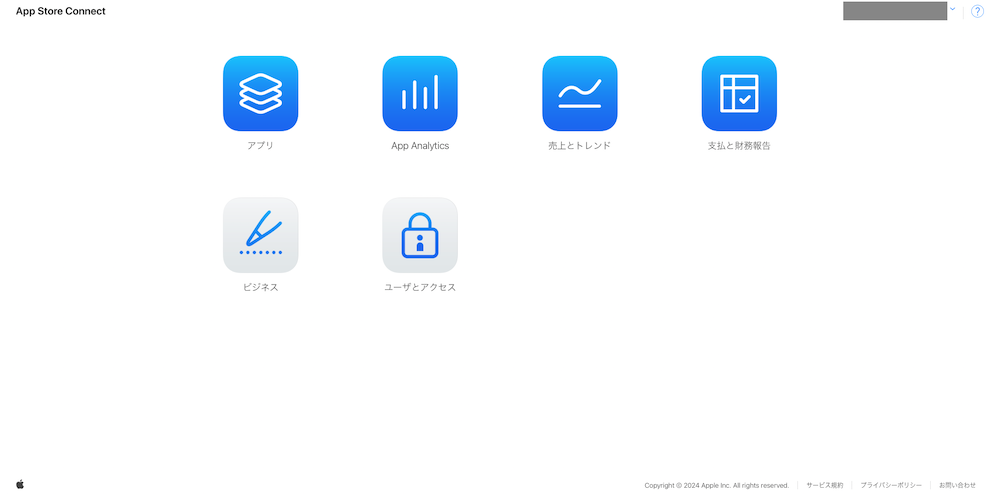 App Store Connect
?
アプリ
App Analytics
売上とトレンド
支払と財務報告
ビジネス
ユーザとアクセス
Copyright © 2024 Apple Inc. All rights reserved.
サービス規約
プライバシーポリシー
お問い合わせ